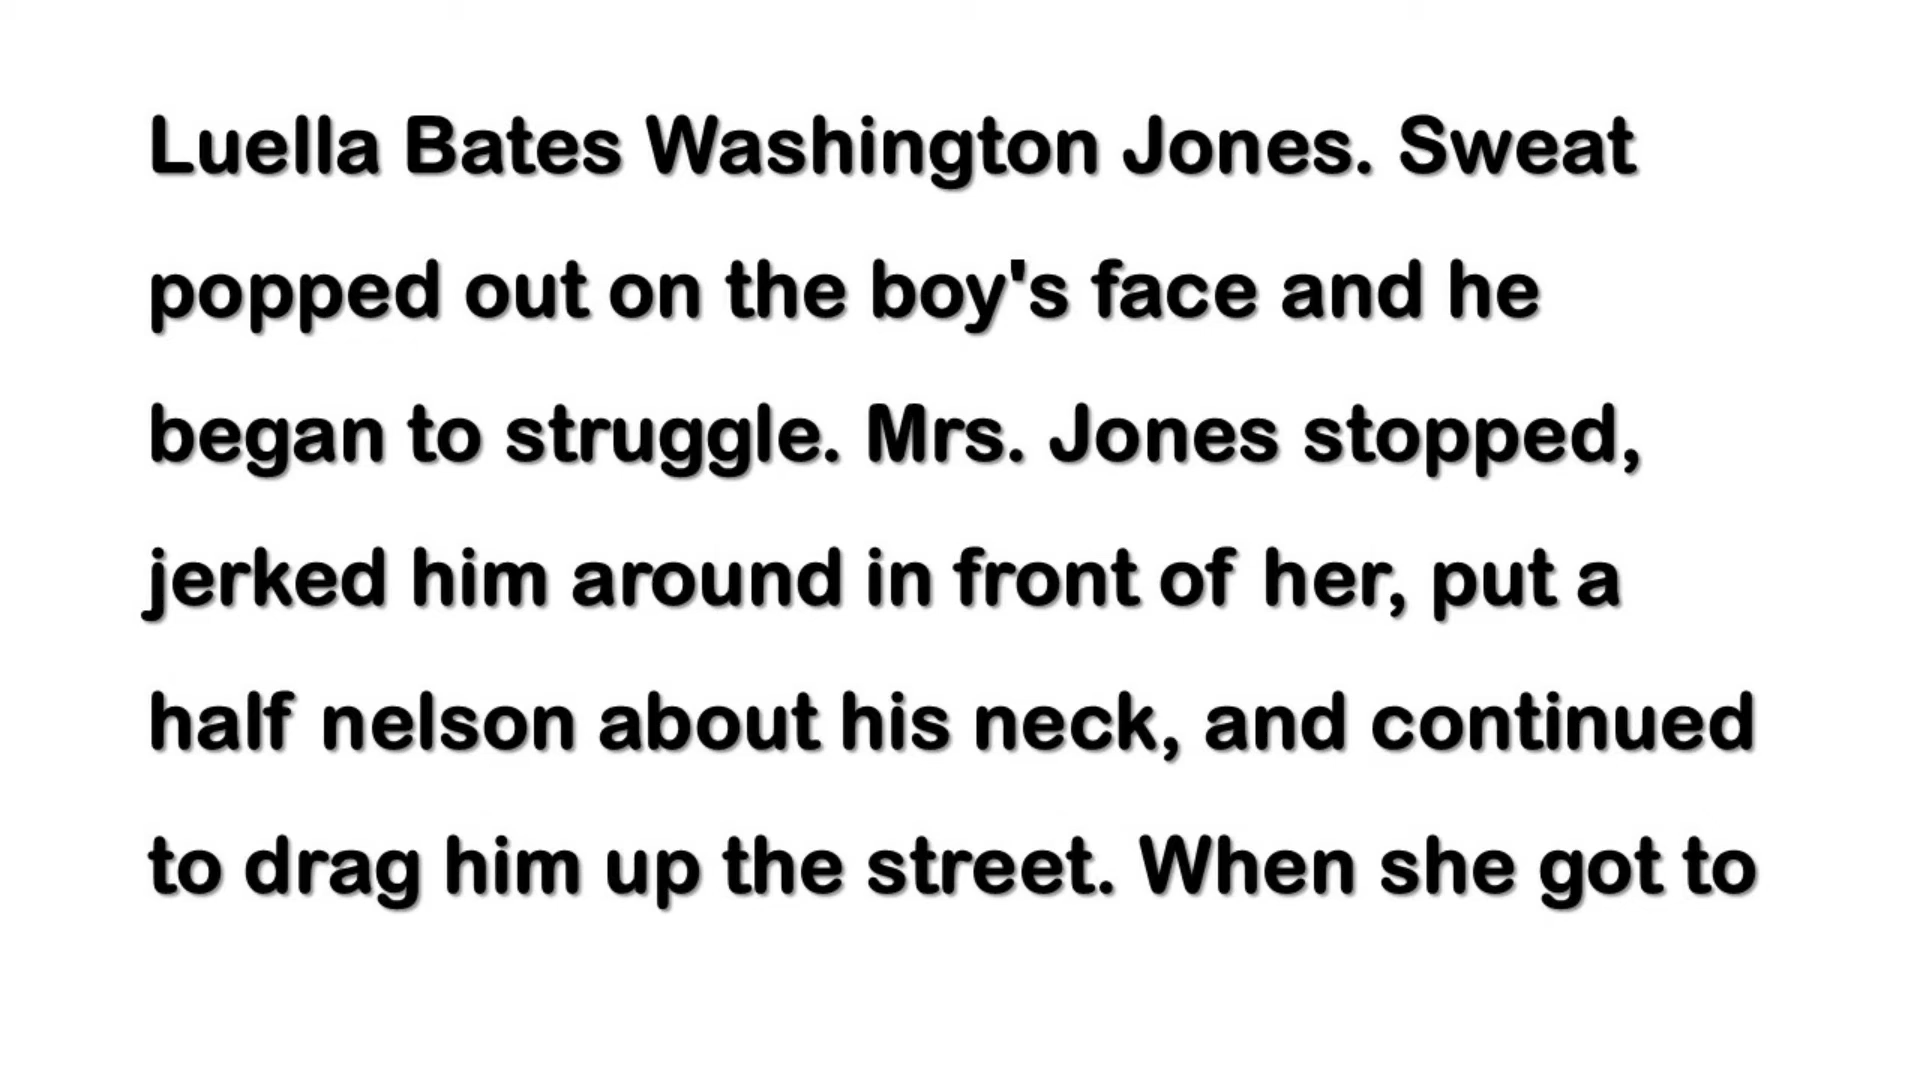 Luella Bates Washington Jones. Sweat
popped out on the boy's face and he
began to struggle. Mrs. Jones stopped,
jerked him around in front of her, put a
half nelson about his neck, and continued
to drag him up the street. When she got to